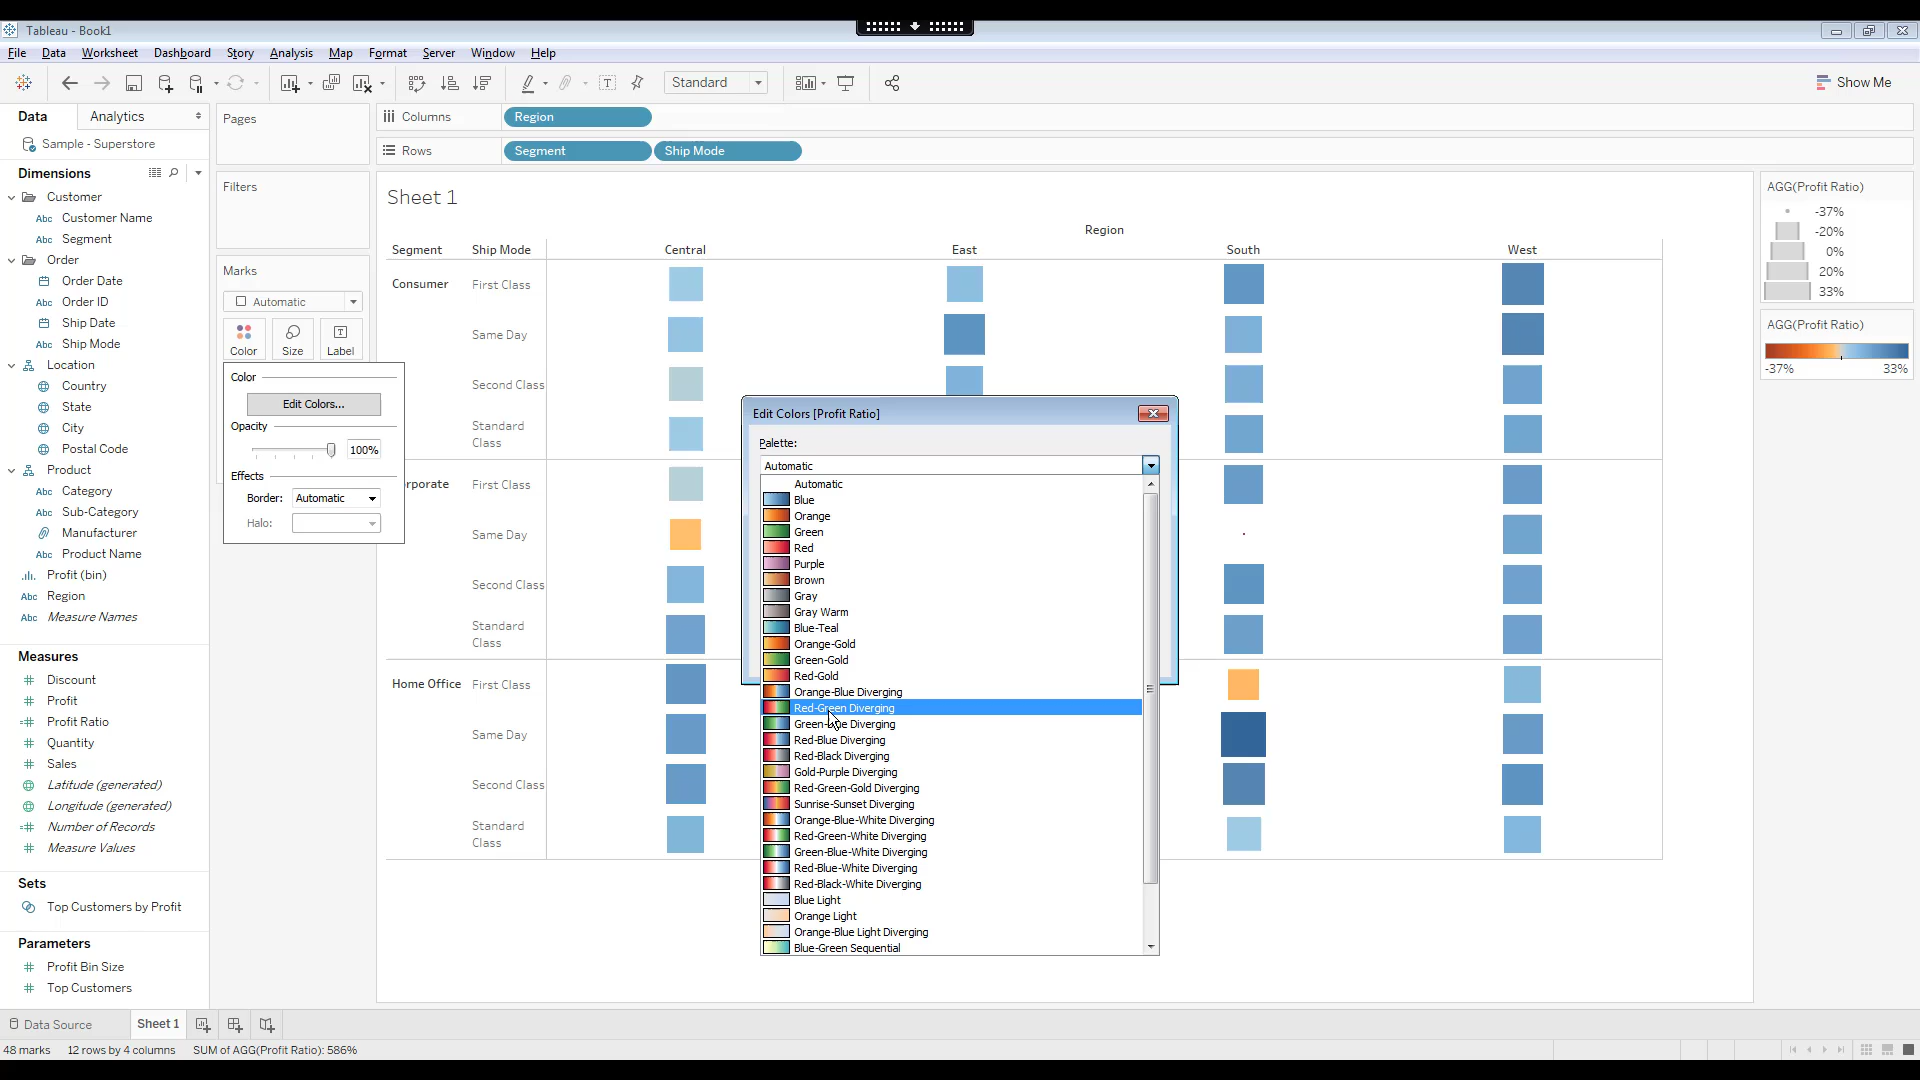 Tableau - Book1
File Data Worksheet Dashboard Story Analysis Map Format Server Window Help
Standard
Show Me
Data Analytics
Sample - Superstore
Dimensions
Customer
Abc Customer Name
Abc Segment
Order
Order Date
Abc Order ID
Ship Date
Abc Ship Mode
Location
Country
State
City
Postal Code
Product
Abc Category
Abc Sub-Category
Manufacturer
Abc Product Name
Profit (bin)
Abc Region
Abc Measure Names
Measures
Discount
Profit
Profit Ratio
Quantity
Sales
Latitude (generated)
Longitude (generated)
Number of Records
Measure Values
Sets
Top Customers by Profit
Parameters
Profit Bin Size
Top Customers
Pages
Filters
Marks
Automatic
Color Size Label
Color
Edit Colors...
Opacity
100%
Effects
Border: Automatic
Halo:
Columns Region
Rows Segment Ship Mode
Sheet 1
Region
Segment Ship Mode Central East South West
Consumer First Class
Same Day
Second Class
Standard
Class
rporate First Class
Same Day
Second Class
Standard
Class
Home Office First Class
Same Day
Second Class
Standard
Class
Edit Colors [Profit Ratio]
Palette:
Automatic
Automatic
Blue
Orange
Green
Red
Purple
Brown
Gray
Gray Warm
Blue-Teal
Orange-Gold
Green-Gold
Red-Gold
Orange-Blue Diverging
Red-Green Diverging
Diverging
Red-Blue Diverging
Red-Black Diverging
Gold-Purple Diverging
Red-Green-Gold Diverging
Sunrise-Sunset Diverging
Orange-Blue-White Diverging
Red-Green-White Diverging
Green-Blue-White Diverging
Red-Blue-White Diverging
Red-Black-White Diverging
Blue Light
Orange Light
Orange-Blue Light Diverging
Blue-Green Sequential
AGG(Profit Ratio)
-37%
-20%
0%
20%
33%
AGG(Profit Ratio)
-37% 33%
Data Source Sheet 1
48 marks 12 rows by 4 columns SUM of AGG(Profit Ratio): 586%